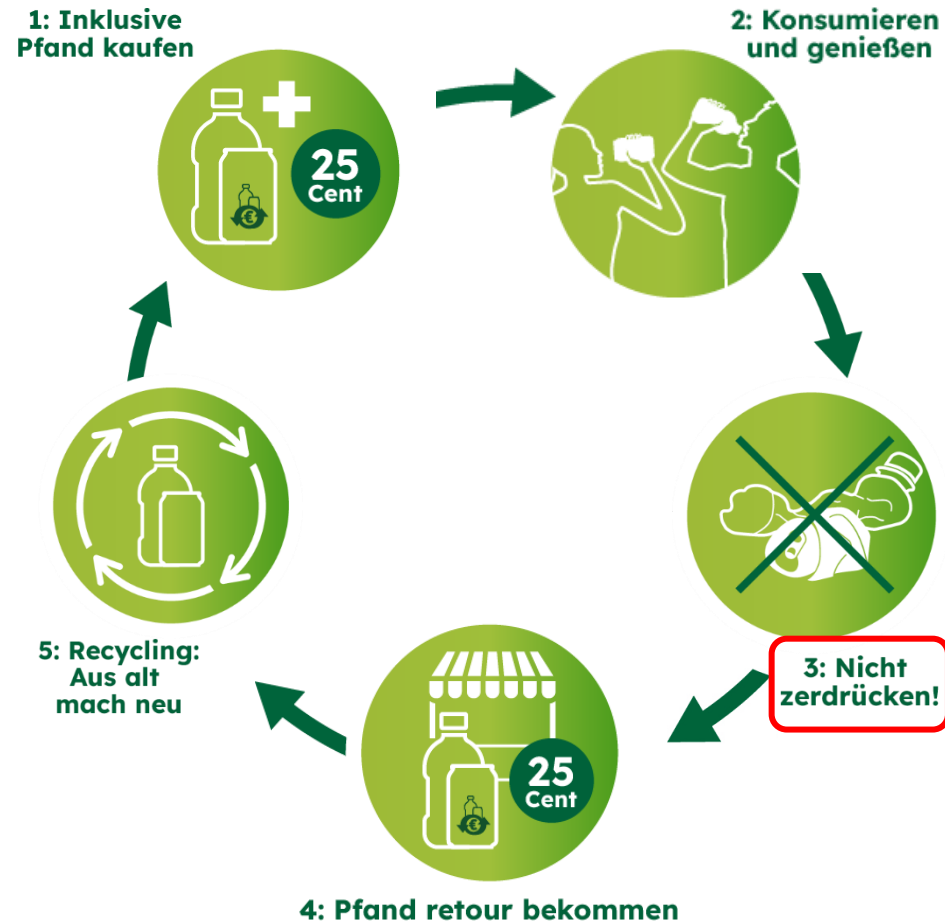 1: Inklusive
Pfand kaufen
25
Cent
€
2: Konsumieren
und genießen
3: Nicht
zerdrücken!
25
Cent
€
4: Pfand retour bekommen
5: Recycling:
Aus alt
mach neu